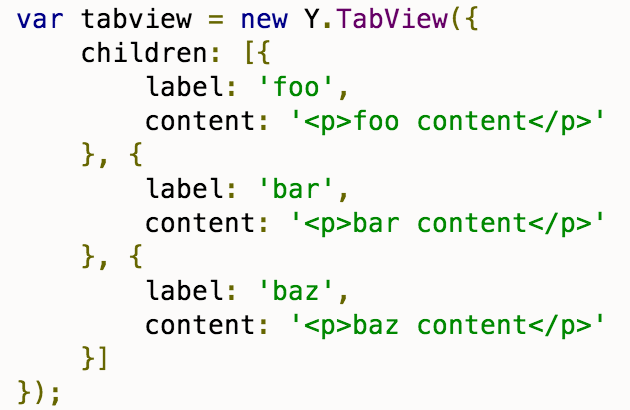 var tabview = new Y.TabView({
    children: [{
        label: 'foo',
        content: '<p>foo content</p>'
    }, {
        label: 'bar',
        content: '<p>bar content</p>'
    }, {
        label: 'baz',
        content: '<p>baz content</p>'
    }]
});